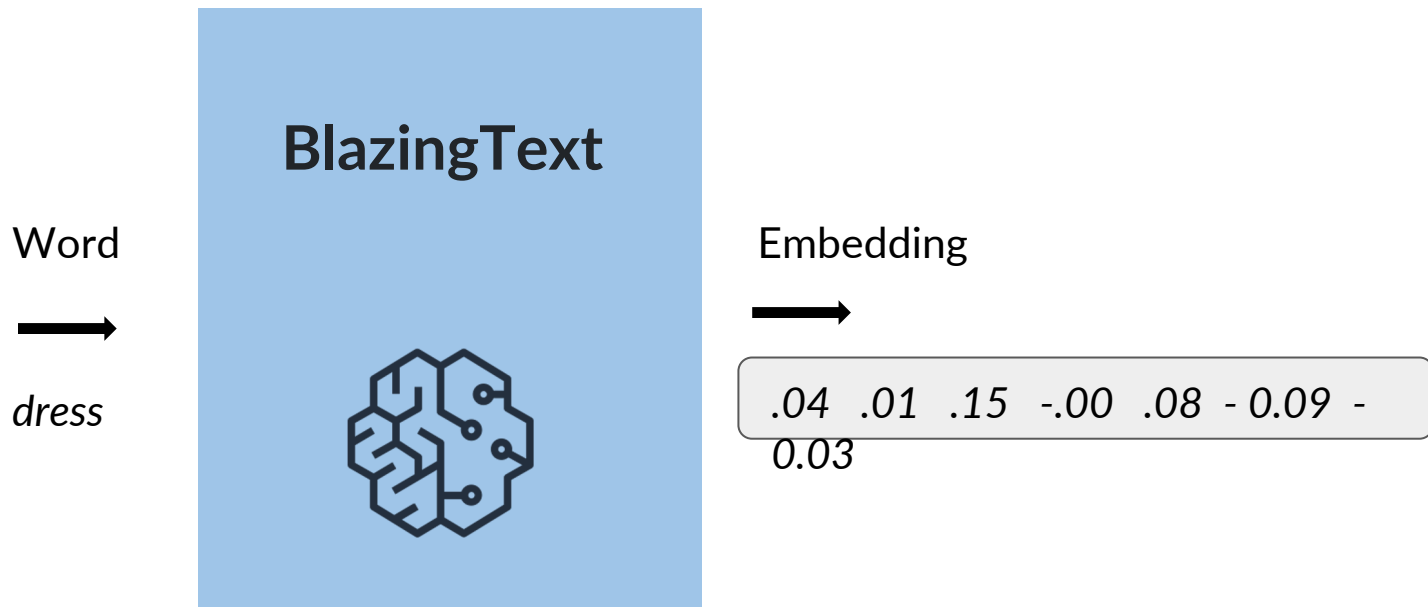 BlazingText
Word
Embedding
dress
.04 .01 .15 -.00 .08 - 0.09 -
0.03